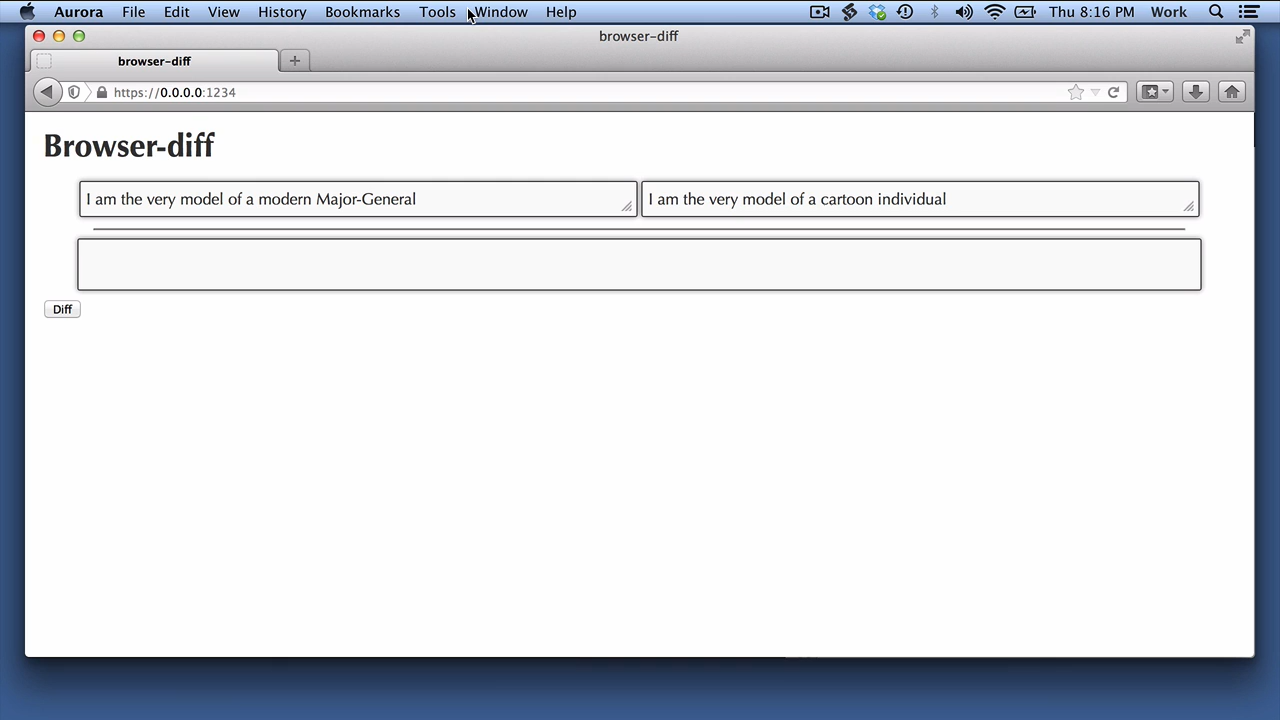 Aurora File Edit View History Bookmarks Tools Window Help Thu 8:16 PM Work
browser-diff
browser-diff
https://0.0.0.0:1234
Browser-diff
I am the very model of a modern Major-General
I am the very model of a cartoon individual
Diff